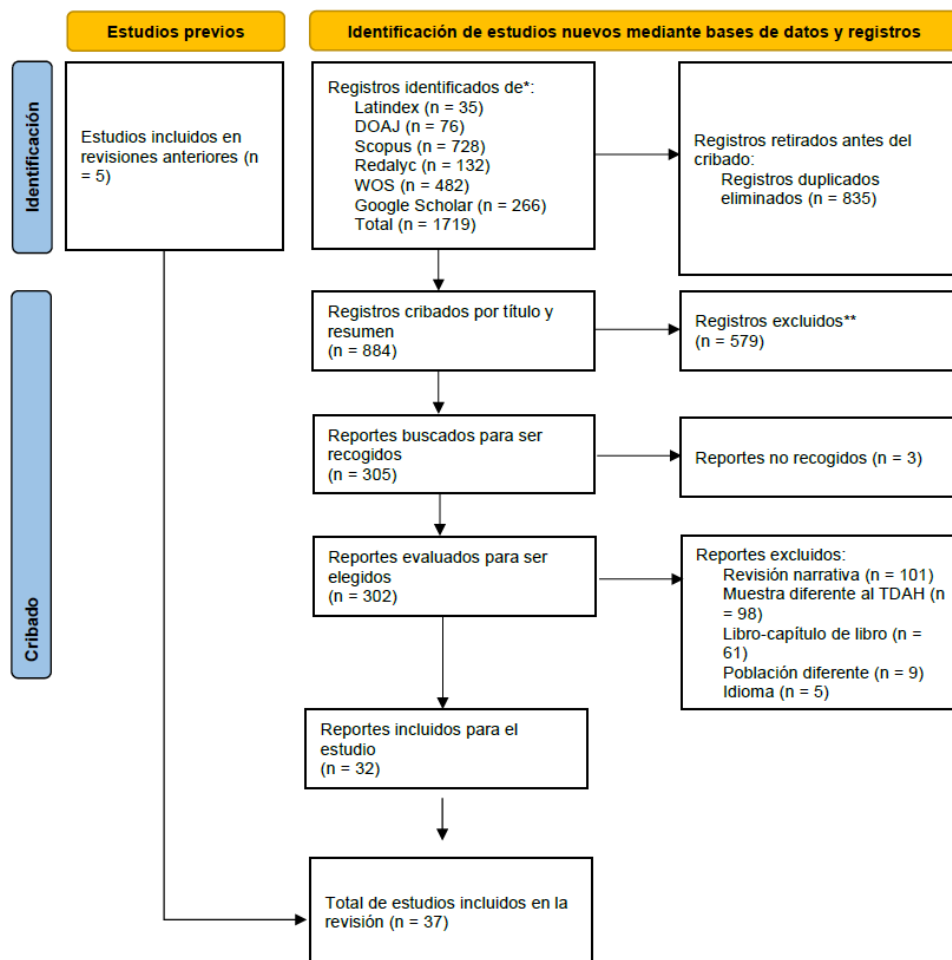 Estudios previos
Identificación de estudios nuevos mediante bases de datos y registros
Identificación
Estudios incluidos en
revisiones anteriores (n
= 5)
Registros identificados de*:
Latindex (n = 35)
DOAJ (n = 76)
Scopus (n = 728)
Redalyc (n = 132)
WOS (n = 482)
Google Scholar (n = 266)
Total (n = 1719)
Registros retirados antes del
cribado:
Registros duplicados
eliminados (n = 835)
Cribado
Registros cribados por título y
resumen
(n = 884)
Registros excluidos**
(n = 579)
Reportes buscados para ser
recogidos
(n = 305)
Reportes no recogidos (n = 3)
Reportes evaluados para ser
elegidos
(n = 302)
Reportes excluidos:
Revisión narrativa (n = 101)
Muestra diferente al TDAH (n
= 98)
Libro-capítulo de libro (n =
61)
Población diferente (n = 9)
Idioma (n = 5)
Reportes incluidos para el
estudio
(n = 32)
Total de estudios incluidos en la
revisión (n = 37)